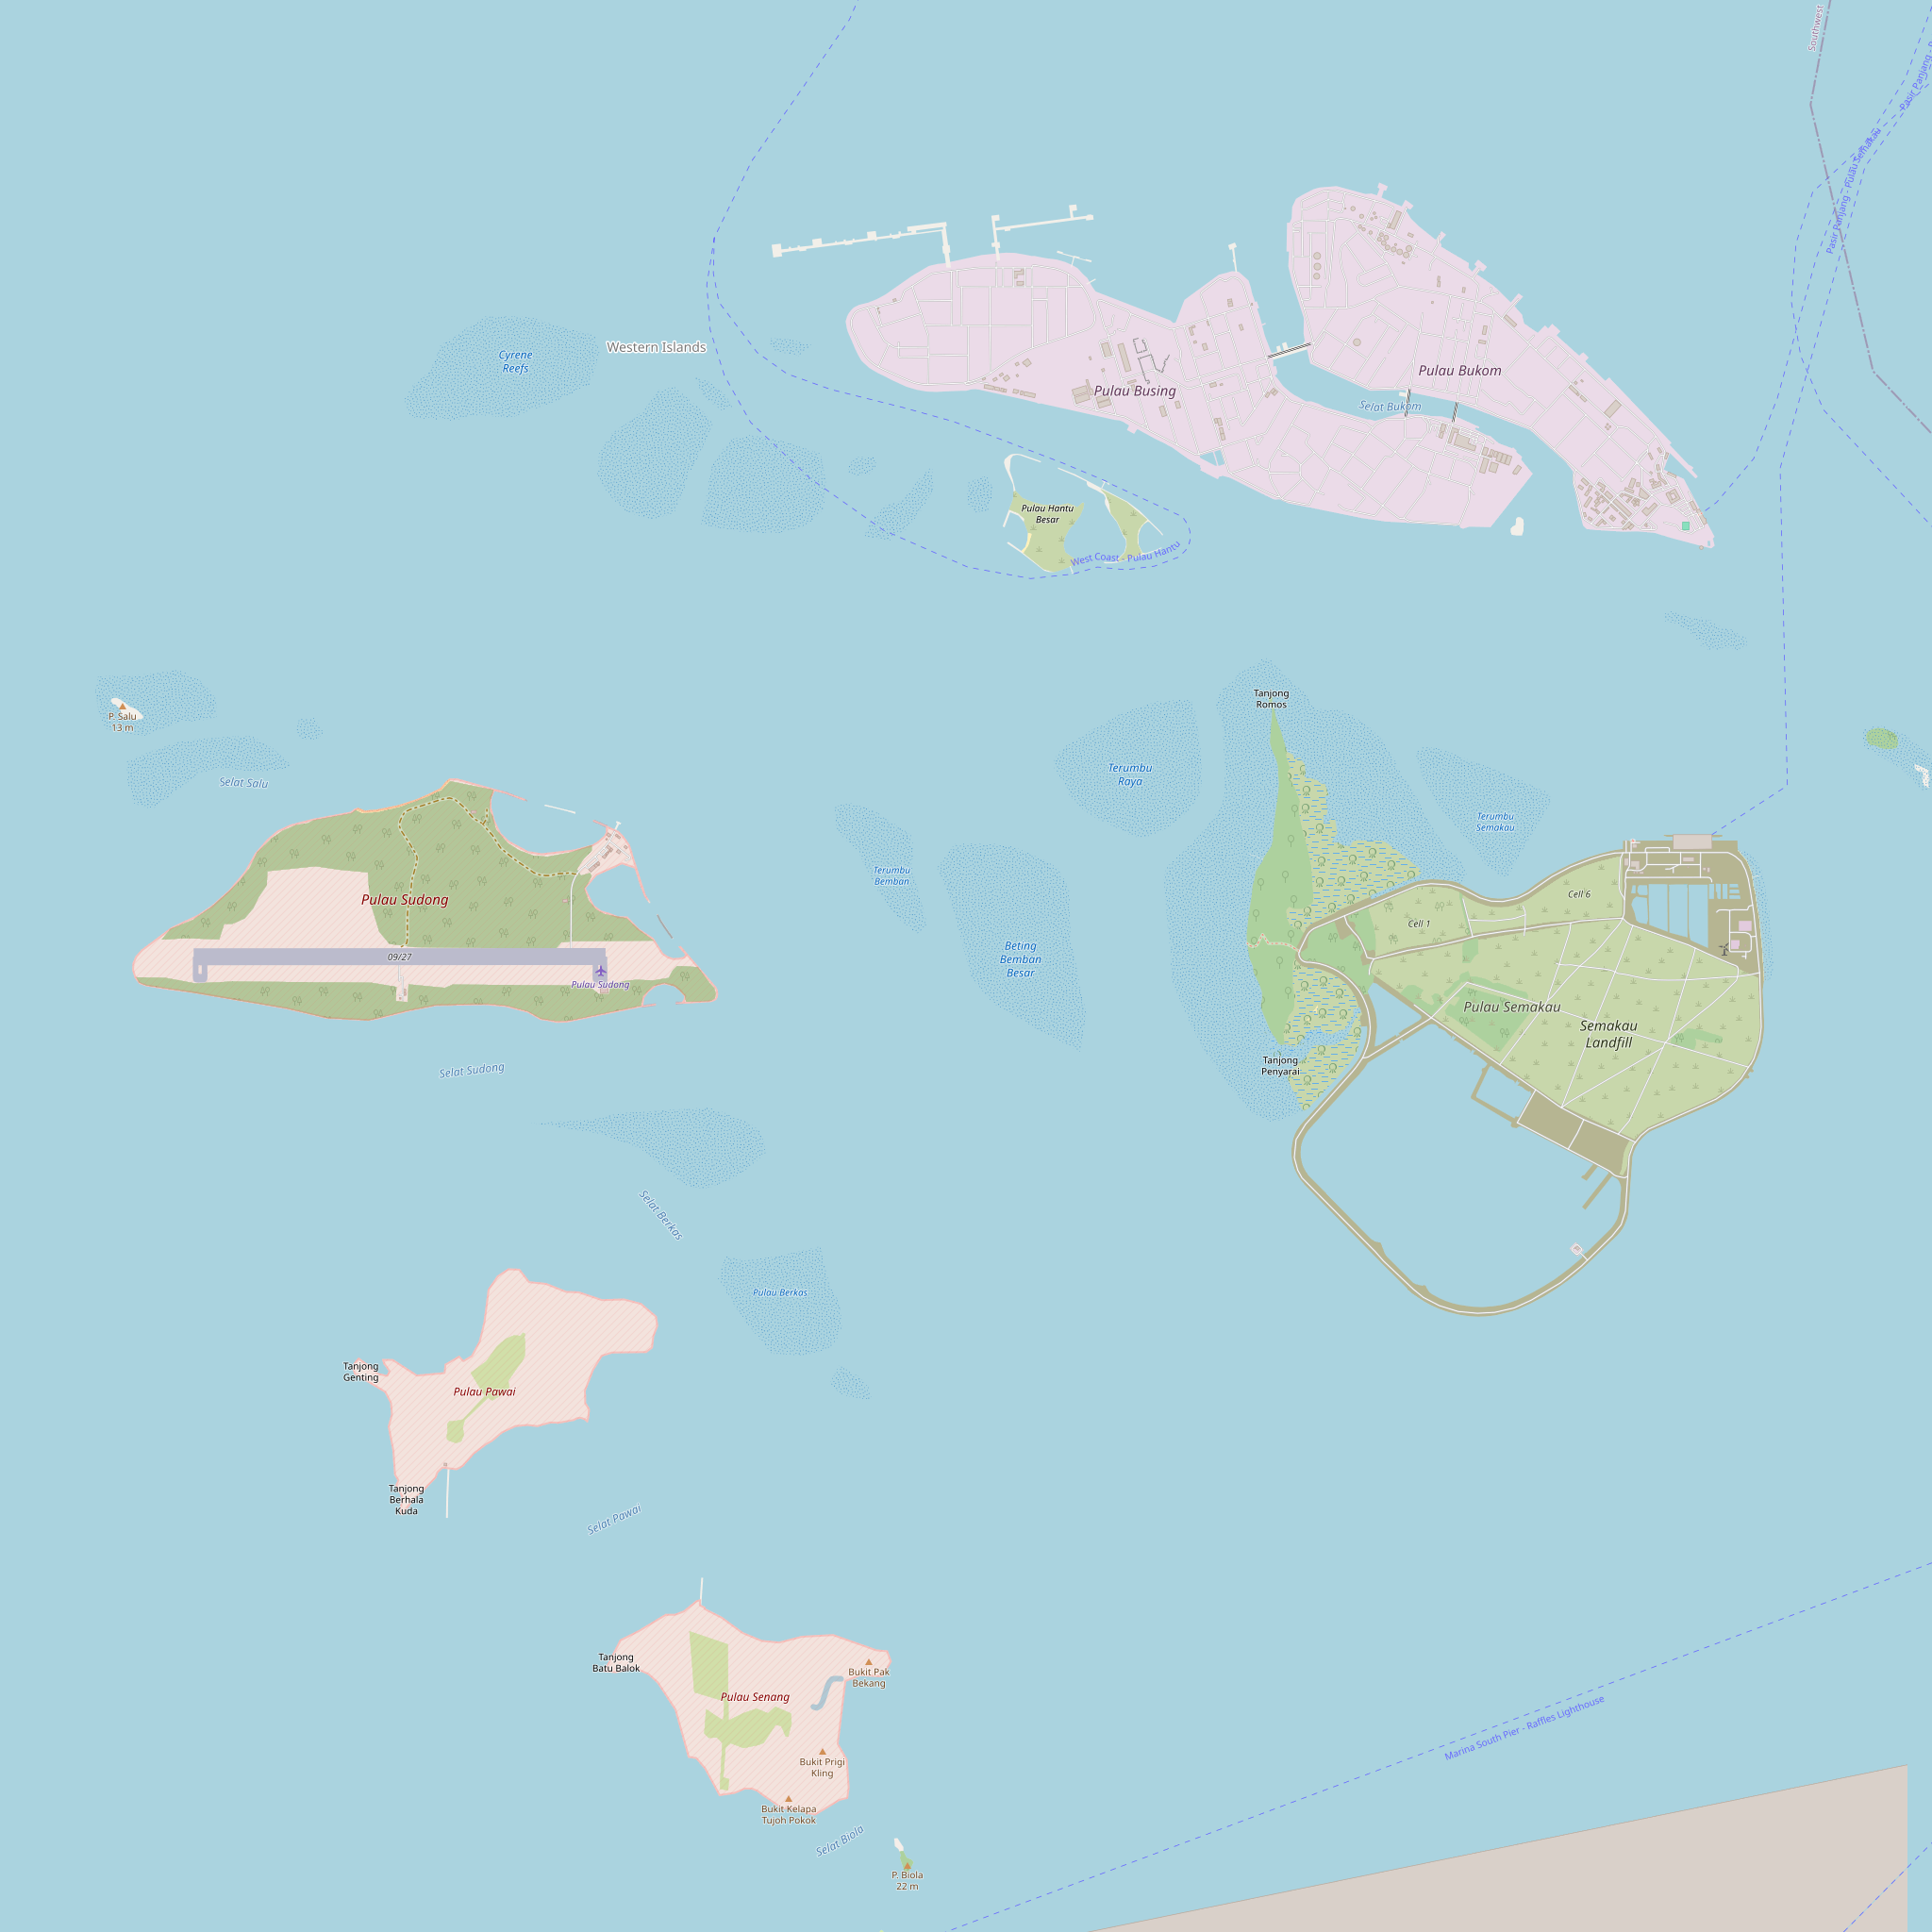 Southwest
Pasir Panjang - P
Pasir Panjang - Pulau Semakau
Western Islands
Cyrene
Reefs
Pulau Busing
Pulau Bukom
Selat Bukom
Pulau Hantu
Besar
West Coast - Pulau Hantu
P. Salu
13 m
Selat Salu
Tanjong
Romos
Terumbu
Raya
Terumbu
Semakau
Terumbu
Bemban
Pulau Sudong
Cell 6
Cell 1
Beting
Bemban
Besar
09/27
Pulau Sudong
Pulau Semakau
Semakau
Landfill
Tanjong
Penyarai
Selat Sudong
Selat Berkas
Pulau Berkas
Tanjong
Genting
Pulau Pawai
Tanjong
Berhala
Kuda
Selat Pawai
Tanjong
Batu Balok
Bukit Pak
Bekang
Pulau Senang
Bukit Prigi
Kling
Bukit Kelapa
Tujoh Pokok
Selat Biola
P. Biola
22 m
Marina South Pier - Raffles Lighthouse